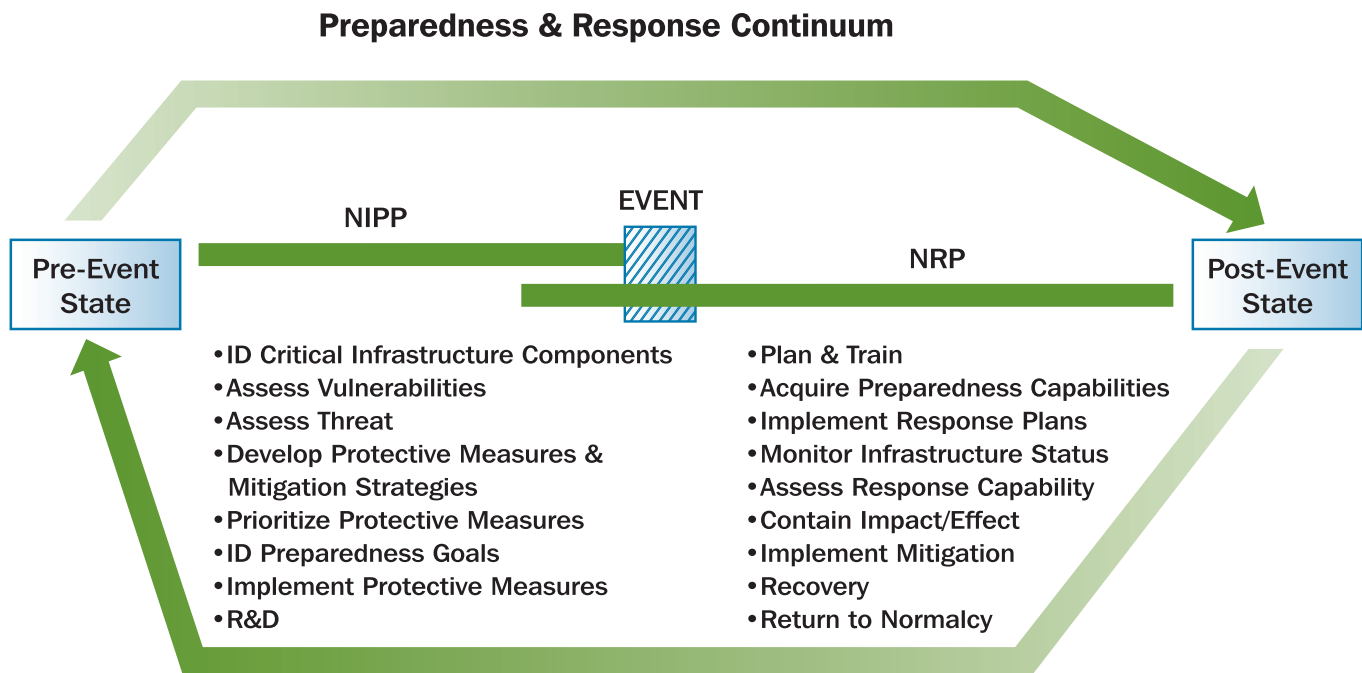 Preparedness & Response Continuum
EVENT
NIPP
NRP
Pre-Event
State
Post-Event
State
•ID Critical Infrastructure Components
•Assess Vulnerabilities
•Assess Threat
•Develop Protective Measures &
Mitigation Strategies
•Prioritize Protective Measures
•ID Preparedness Goals
•Implement Protective Measures
•R&D
•Plan & Train
•Acquire Preparedness Capabilities
•Implement Response Plans
•Monitor Infrastructure Status
•Assess Response Capability
•Contain Impact/Effect
•Implement Mitigation
•Recovery
•Return to Normalcy